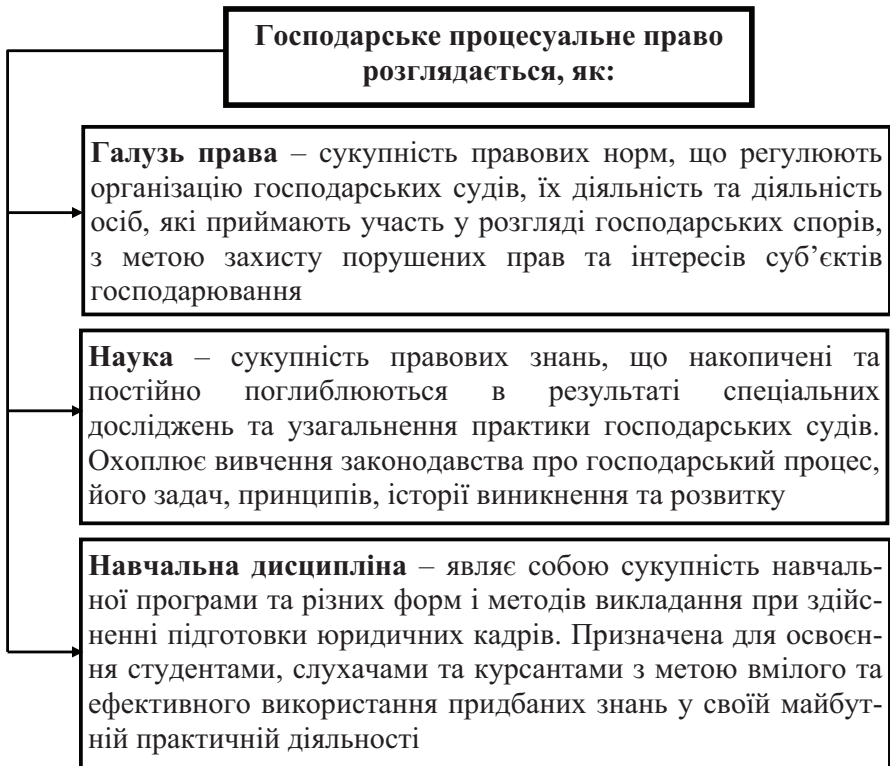 Господарське процесуальне право
розглядається, як:
Галузь права – сукупність правових норм, що регулюють
організацію господарських судів, їх діяльність та діяльність
осіб, які приймають участь у розгляді господарських спорів,
з метою захисту порушених прав та інтересів суб’єктів
господарювання
Наука – сукупність правових знань, що накопичені та
постійно поглиблюються в результаті спеціальних
досліджень та узагальнення практики господарських судів.
Охоплює вивчення законодавства про господарський процес,
його задач, принципів, історії виникнення та розвитку
Навчальна дисципліна – являє собою сукупність навчаль-
ної програми та різних форм і методів викладання при здійс-
ненні підготовки юридичних кадрів. Призначена для освоєн-
ня студентами, слухачами та курсантами з метою вмілого та
ефективного використання придбаних знань у своїй майбут-
ній практичній діяльності